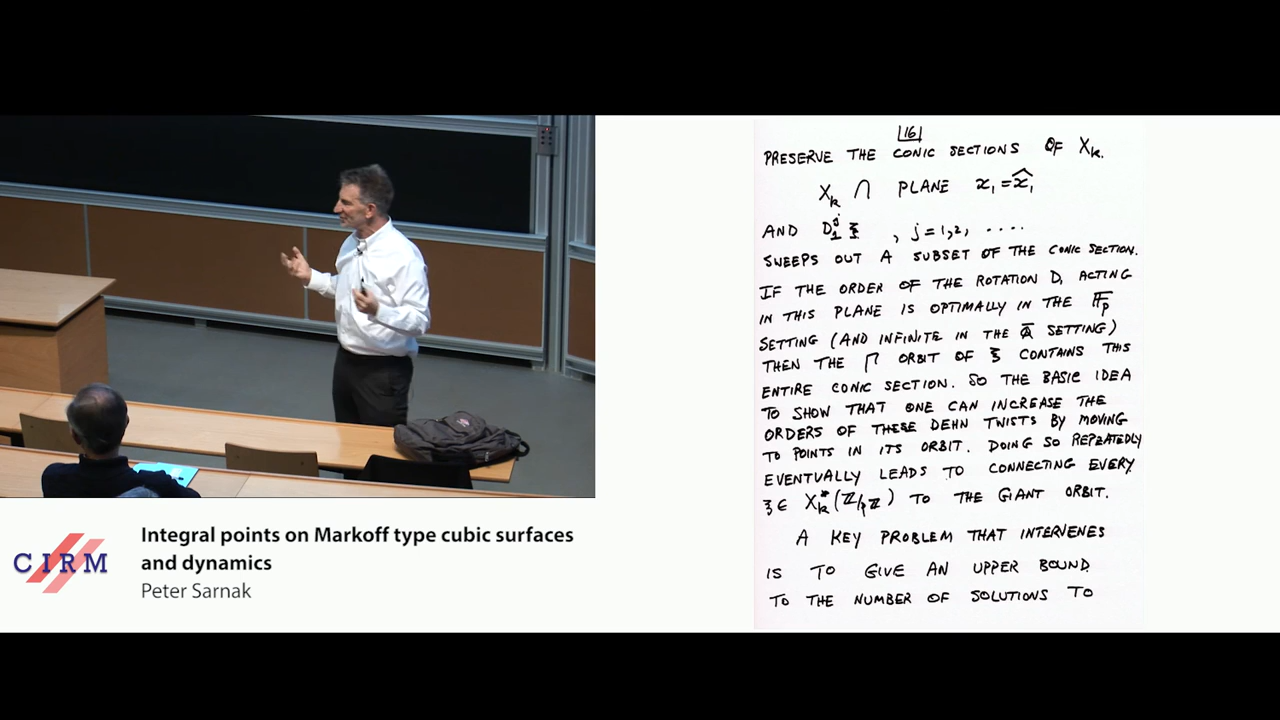 16
PRESERVE THE CONIC SECTIONS OF Xk.
Xk ∩ PLANE x₁ = x̂₁
AND D₁ʲ ξ , j = 1,2, ....
SWEEPS OUT A SUBSET OF THE CONIC SECTION.
IF THE ORDER OF THE ROTATION D, ACTING
IN THIS PLANE IS OPTIMALLY IN THE F̅p
SETTING (AND INFINITE IN THE Q̅ SETTING)
THEN THE Γ ORBIT OF ξ CONTAINS THIS
ENTIRE CONIC SECTION. SO THE BASIC IDEA
TO SHOW THAT ONE CAN INCREASE THE
ORDERS OF THESE DEHN TWISTS BY MOVING
TO POINTS IN ITS ORBIT. DOING SO REPEATEDLY
EVENTUALLY LEADS TO CONNECTING EVERY
ξ ∈ Xk*(Z/pZ) TO THE GIANT ORBIT.
A KEY PROBLEM THAT INTERVENES
IS TO GIVE AN UPPER BOUND
TO THE NUMBER OF SOLUTIONS TO
CIRM
Integral points on Markoff type cubic surfaces
and dynamics
Peter Sarnak